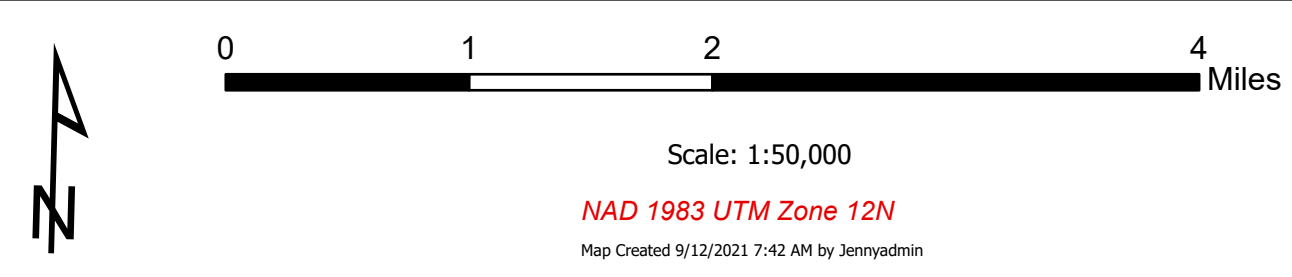 0 1 2 4
Miles
N
Scale: 1:50,000
NAD 1983 UTM Zone 12N
Map Created 9/12/2021 7:42 AM by Jennyadmin